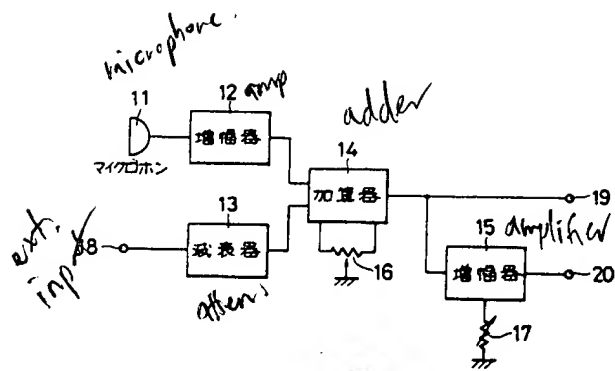 microphone
11
マイクロホン
12 amp
増幅器
adder
14
加算器
16
13
減衰器
attens
ext.
input
18
19
15 amplifier
増幅器
20
17